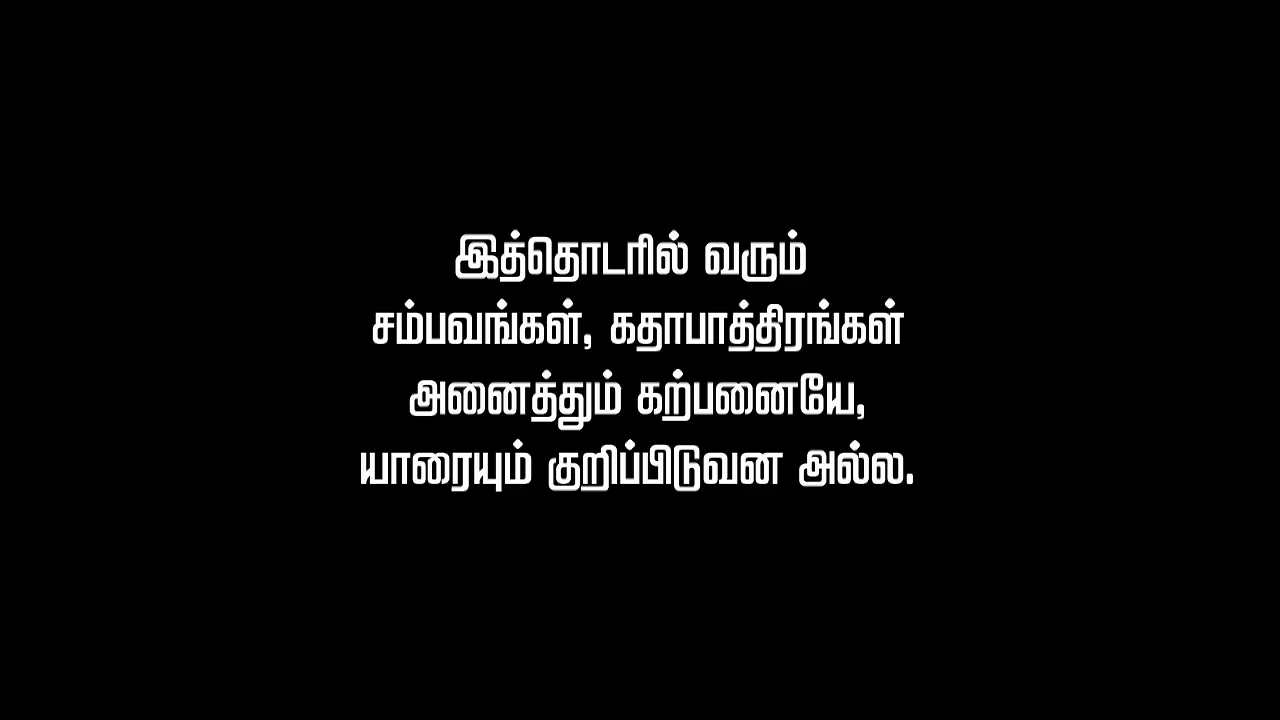 இத்தொடரில் வரும்
சம்பவங்கள், கதாபாத்திரங்கள்
அனைத்தும் கற்பனையே,
யாரையும் குறிப்பிடுவன அல்ல.